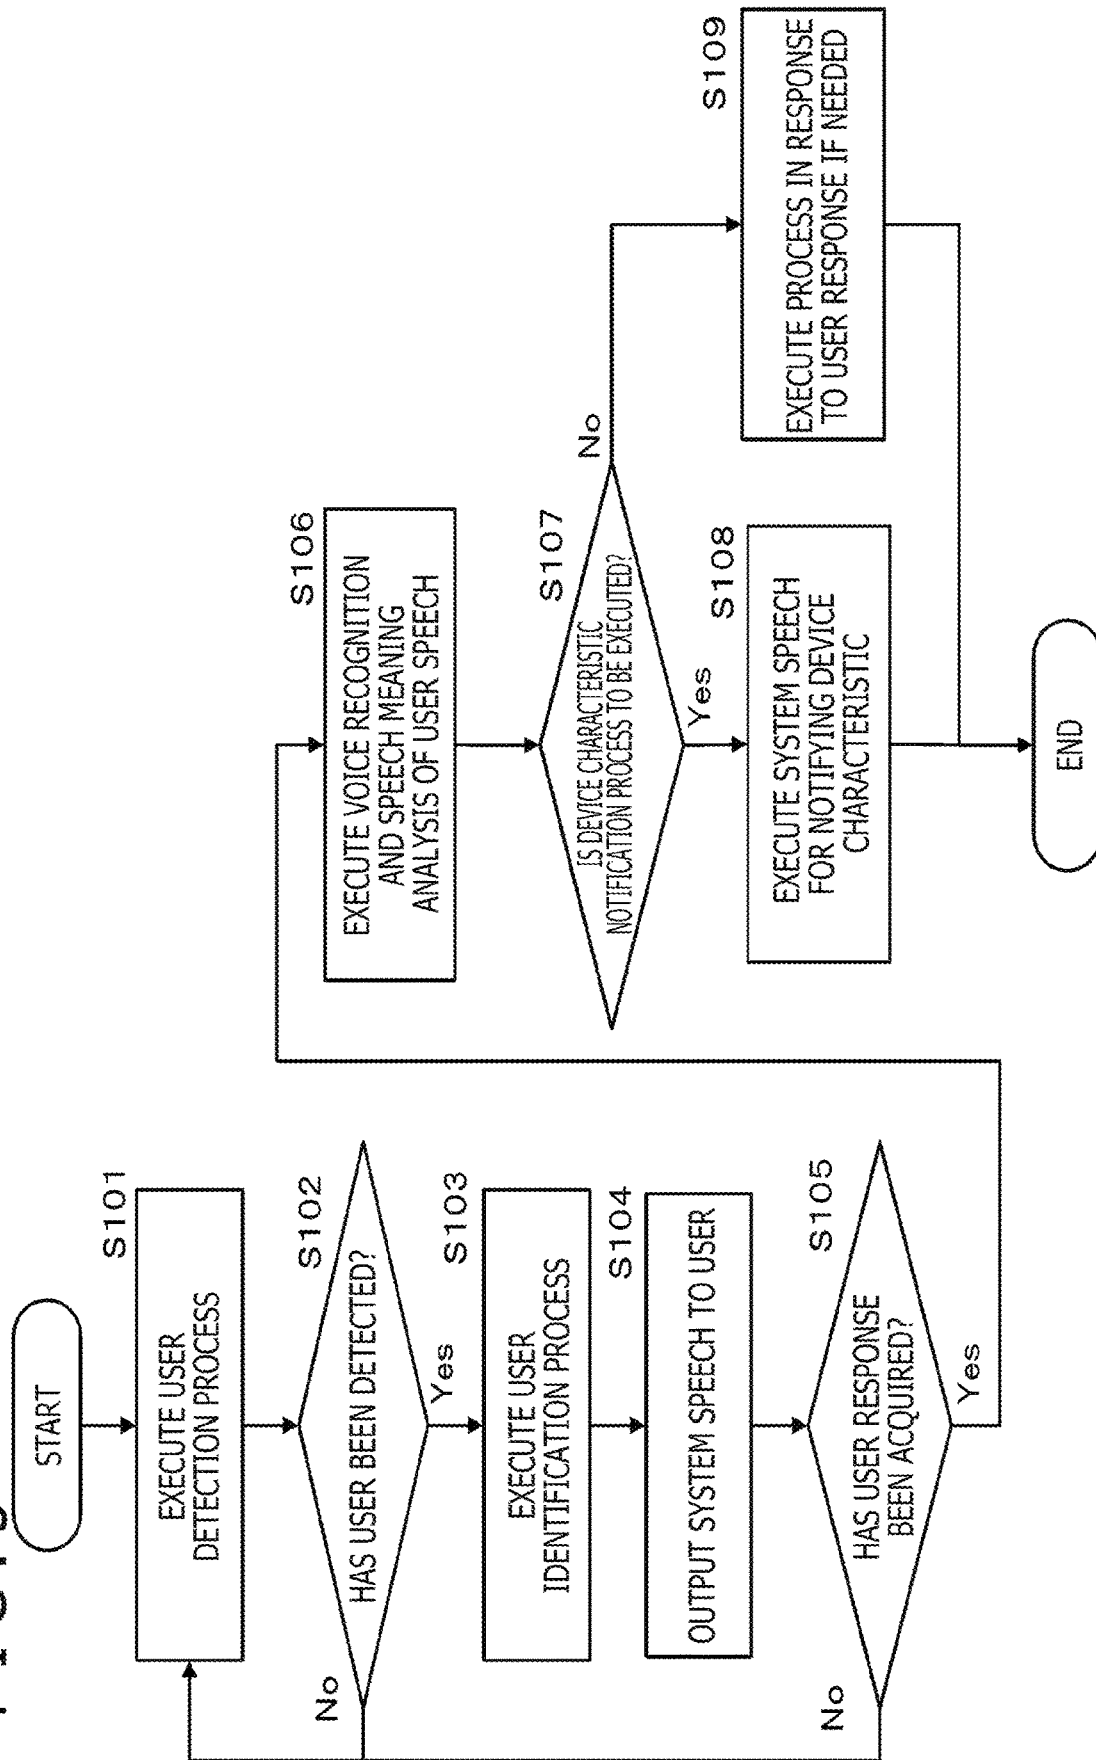 START
S101
EXECUTE USER
DETECTION PROCESS
S102
HAS USER BEEN DETECTED?
No
Yes
S103
EXECUTE USER
IDENTIFICATION PROCESS
S104
OUTPUT SYSTEM SPEECH TO USER
S105
HAS USER RESPONSE
BEEN ACQUIRED?
No
Yes
S106
EXECUTE VOICE RECOGNITION
AND SPEECH MEANING
ANALYSIS OF USER SPEECH
S107
IS DEVICE CHARACTERISTIC
NOTIFICATION PROCESS TO BE EXECUTED?
No
Yes
S108
EXECUTE SYSTEM SPEECH
FOR NOTIFYING DEVICE
CHARACTERISTIC
S109
EXECUTE PROCESS IN RESPONSE
TO USER RESPONSE IF NEEDED
END